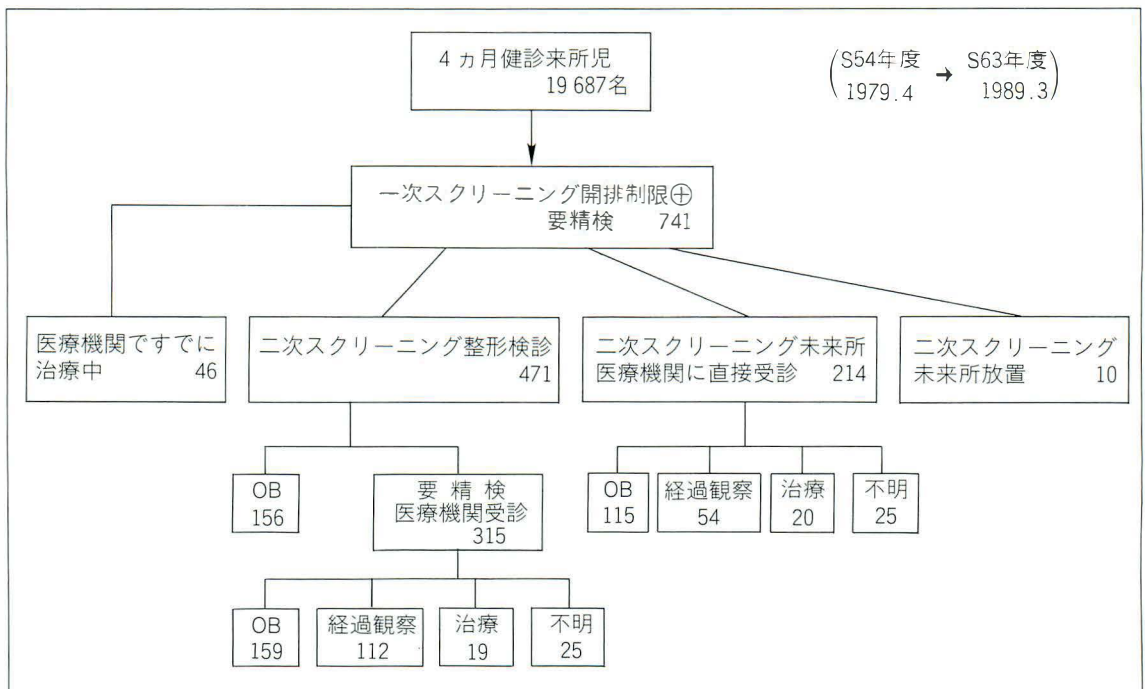 4ヵ月健診来所児
19 687名
(S54年度 → S63年度)
1979.4 1989.3
一次スクリーニング開排制限㊉
要精検 741
医療機関ですでに
治療中 46
二次スクリーニング整形検診
471
二次スクリーニング未来所
医療機関に直接受診 214
二次スクリーニング
未来所放置 10
OB
156
要精検
医療機関受診
315
OB
115
経過観察
54
治療
20
不明
25
OB
159
経過観察
112
治療
19
不明
25